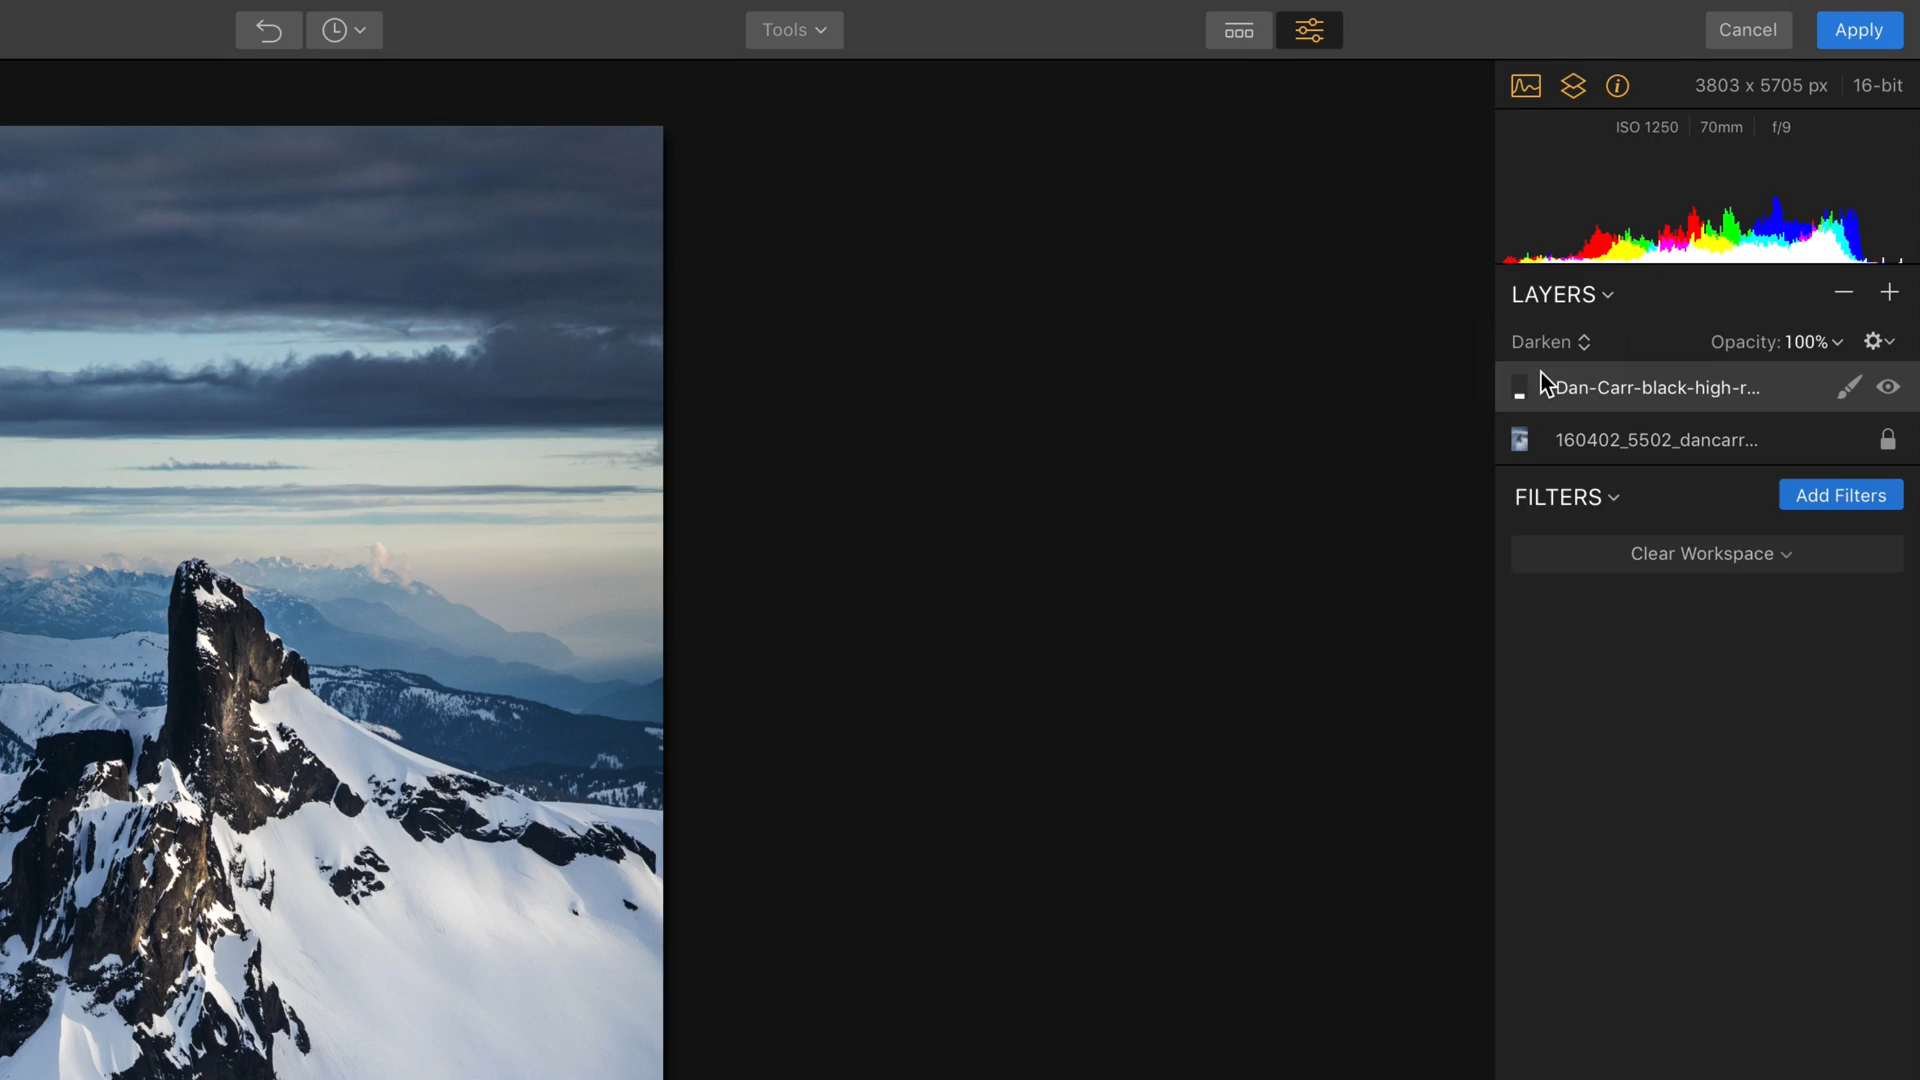 Tools
Cancel
Apply
3803 x 5705 px
16-bit
ISO 1250
70mm
f/9
LAYERS
Darken
Opacity: 100%
Dan-Carr-black-high-r...
160402_5502_dancarr...
FILTERS
Add Filters
Clear Workspace